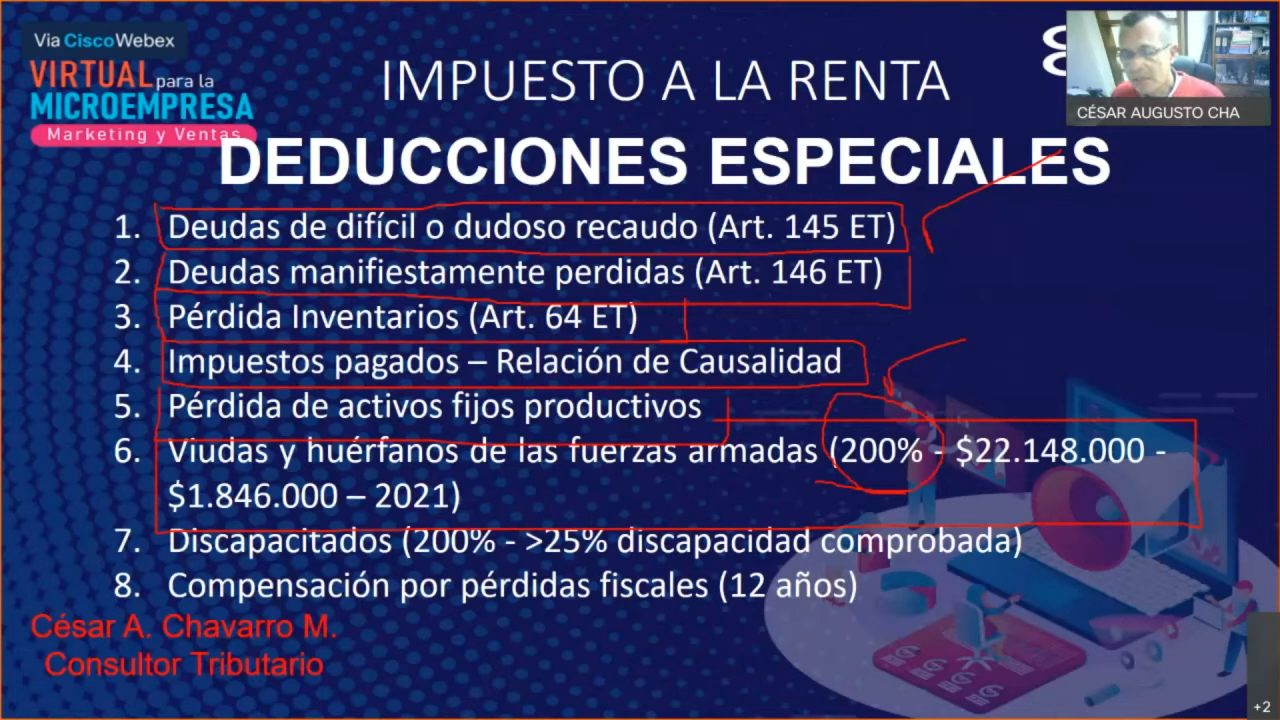 Via Cisco Webex
VIRTUAL para la
MICROEMPRESA
Marketing y Ventas
IMPUESTO A LA RENTA
CÉSAR AUGUSTO CHA
DEDUCCIONES ESPECIALES
1. Deudas de difícil o dudoso recaudo (Art. 145 ET)
2. Deudas manifiestamente perdidas (Art. 146 ET)
3. Pérdida Inventarios (Art. 64 ET)
4. Impuestos pagados – Relación de Causalidad
5. Pérdida de activos fijos productivos
6. Viudas y huérfanos de las fuerzas armadas (200% - $22.148.000 -
$1.846.000 – 2021)
7. Discapacitados (200% - >25% discapacidad comprobada)
8. Compensación por pérdidas fiscales (12 años)
César A. Chavarro M.
Consultor Tributario
+2